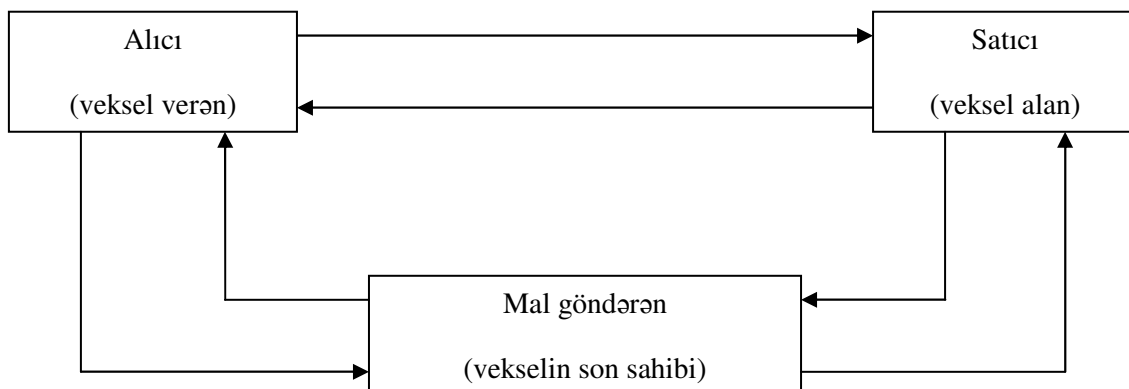 Alıcı
(veksel verən)
Satıcı
(veksel alan)
Mal göndərən
(vekselin son sahibi)